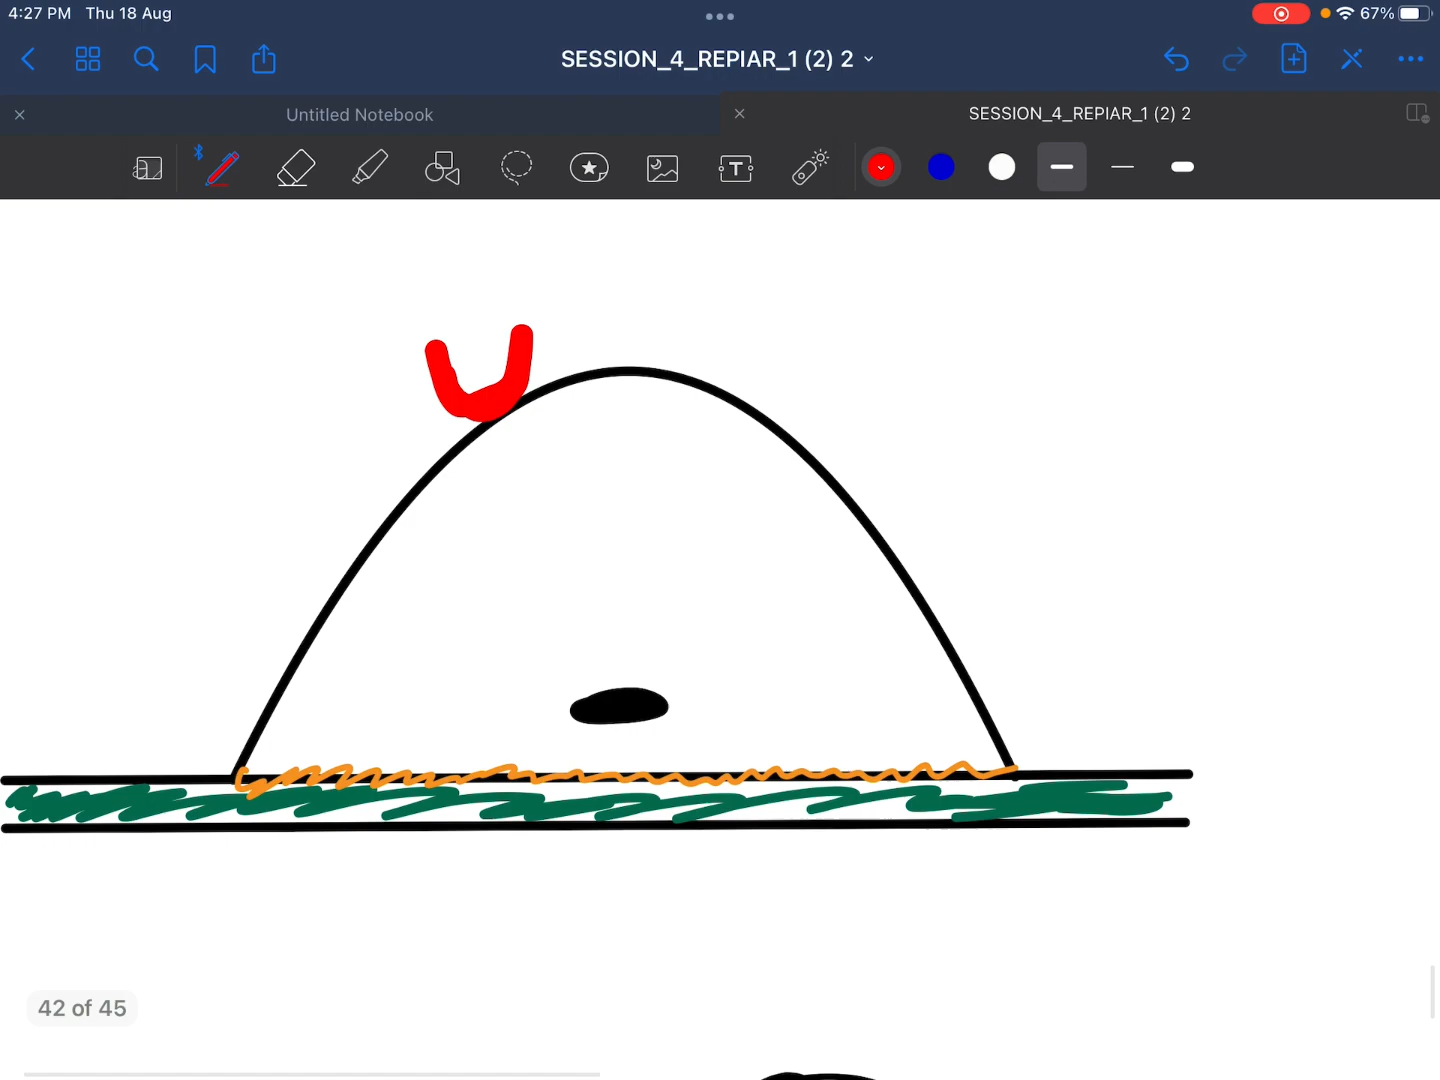 4:27 PM Thu 18 Aug
67%
SESSION_4_REPIAR_1 (2) 2
Untitled Notebook
SESSION_4_REPIAR_1 (2) 2
42 of 45